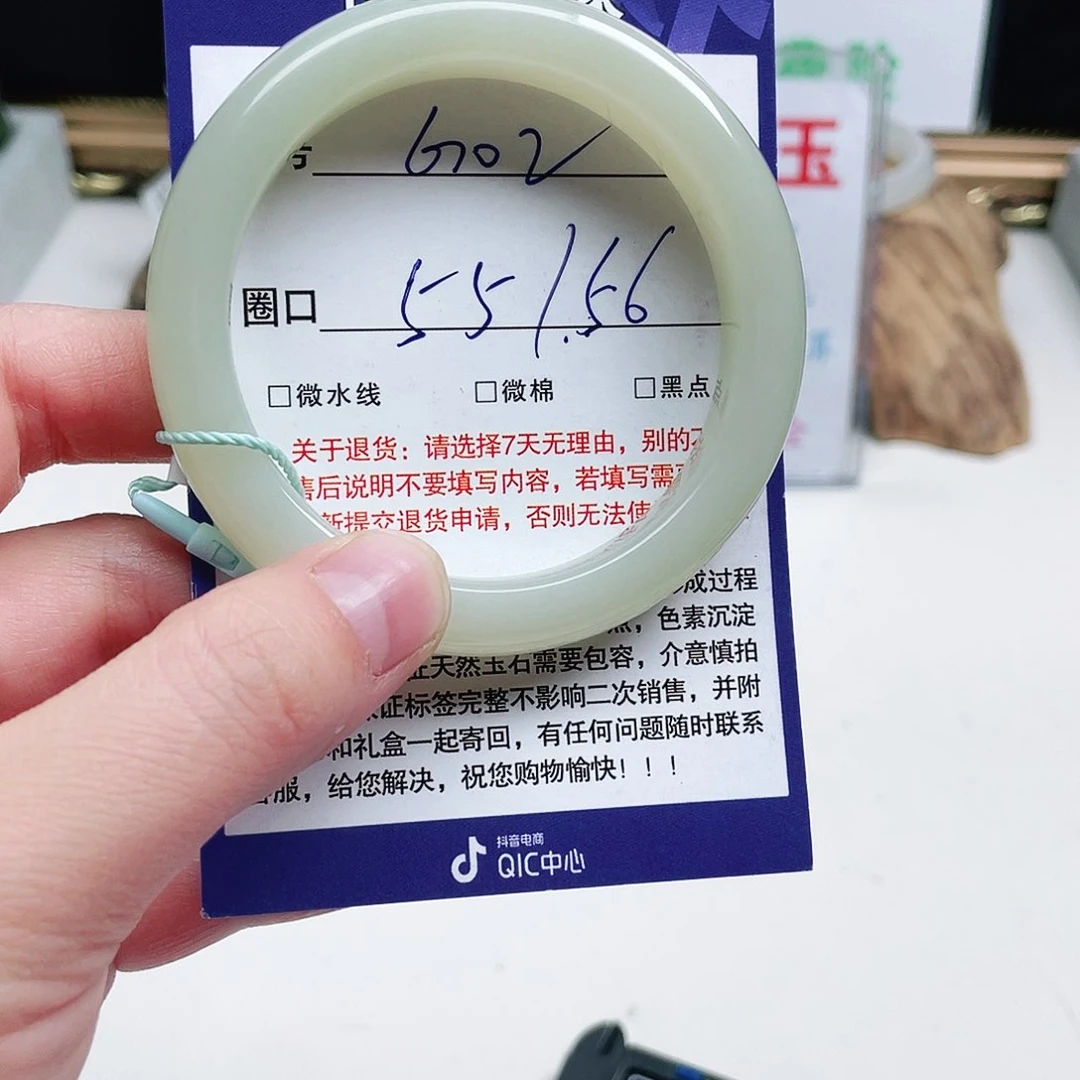 号 6702
圈口 55/.56
□微水线 □微棉 □黑点
关于退货：请选择7天无理由，别的
售后说明不要填写内容，若填写需
新提交退货申请，否则无法使
成过程
点，色素沉淀
天然玉石需要包容，介意慎拍
证标签完整不影响二次销售，并附
和礼盒一起寄回，有任何问题随时联系
客服，给您解决，祝您购物愉快！！！
抖音电商
QIC中心
玉